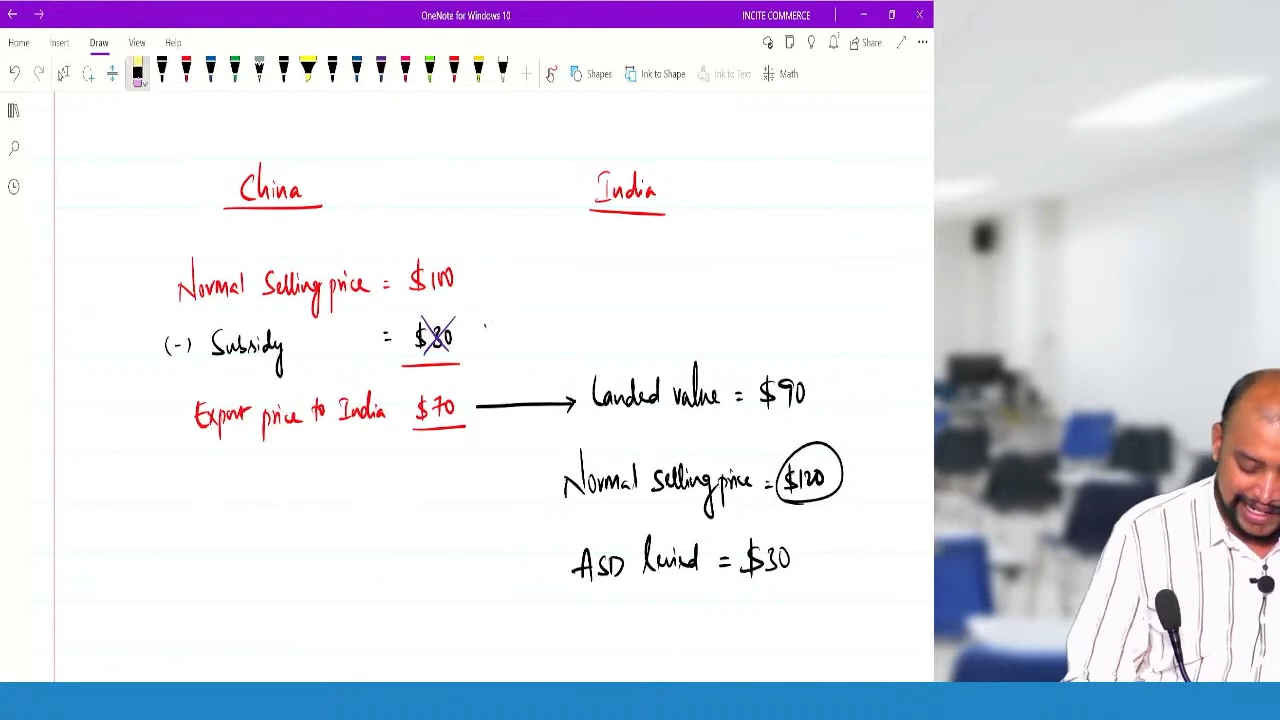 OneNote for Windows 10
INCITE COMMERCE
Home Insert Draw View Help
Share
Shapes Ink to Shape Ink to Text Math
China
India
Normal Selling price = $100
(-) Subsidy = $30
Export price to India $70
Landed value = $90
Normal selling price = $120
ASD levied = $30